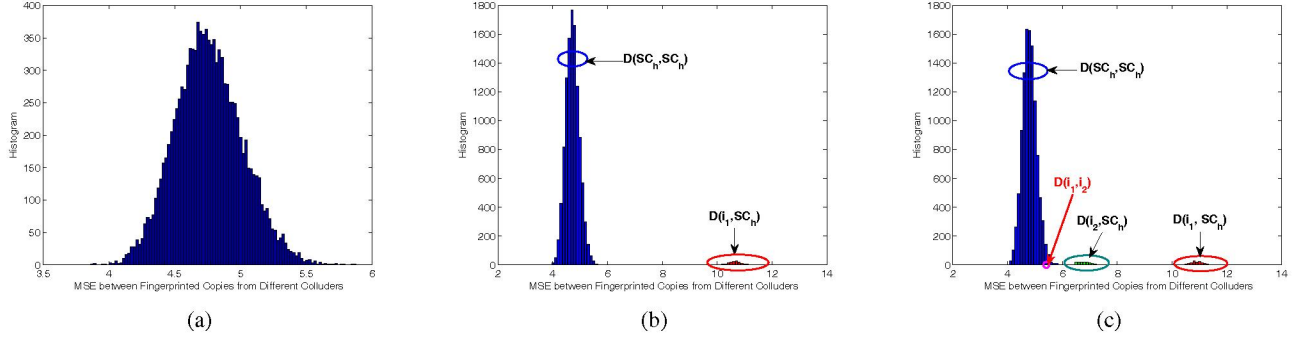 400
350
300
250
200
150
100
50
0
Histogram
3.5 4 4.5 5 5.5 6
MSE between Fingerprinted Copies from Different Colluders
(a)
1800
1600
1400
1200
1000
800
600
400
200
0
Histogram
D(SC_h,SC_h)
D(i_1,SC_h)
2 4 6 8 10 12 14
MSE between Fingerprinted Copies from Different Colluders
(b)
1800
1600
1400
1200
1000
800
600
400
200
0
Histogram
D(SC_h,SC_h)
D(i_1,i_2)
D(i_2,SC_h)
D(i_1, SC_h)
2 4 6 8 10 12 14
MSE between Fingerprinted Copies from Different Colluders
(c)